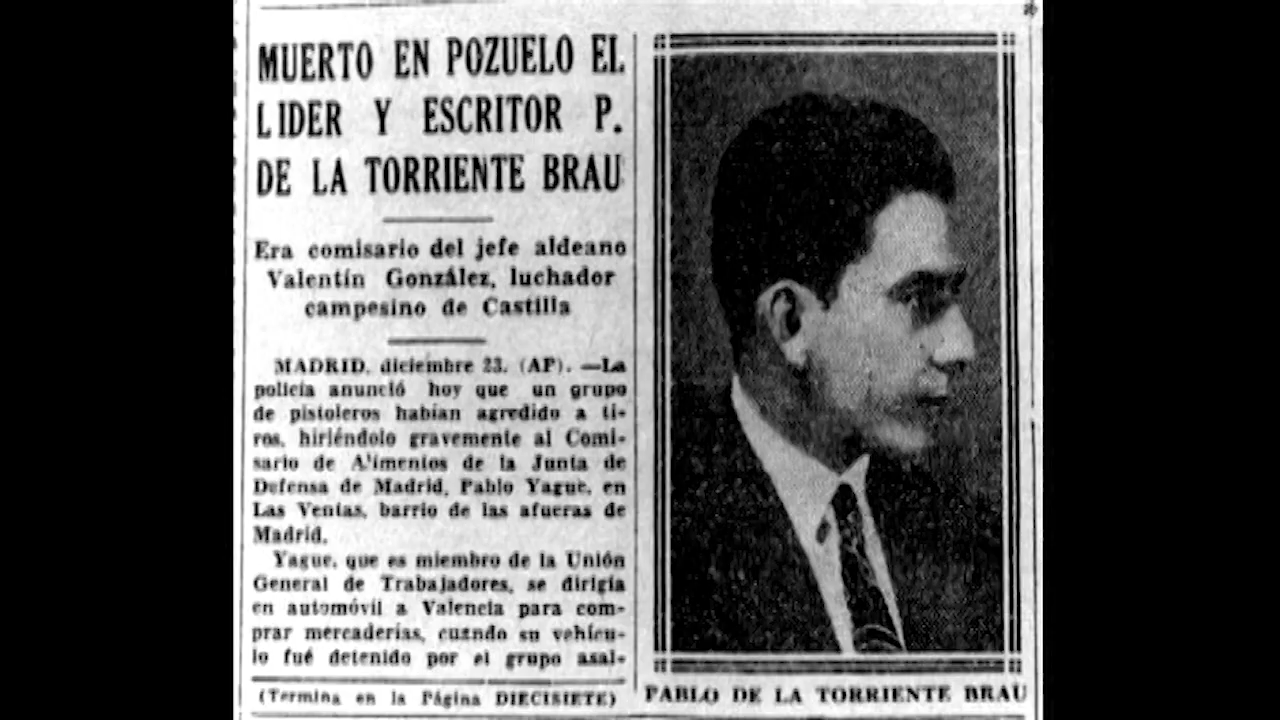 MUERTO EN POZUELO EL
LIDER Y ESCRITOR P.
DE LA TORRIENTE BRAU
Era comisario del jefe aldeano
Valentín González, luchador
campesino de Castilla
MADRID, diciembre 23. (AP). —La
policía anunció hoy que un grupo
de pistoleros habían agredido a ti-
ros, hiriéndolo gravemente al Comi-
sario de Alimentos de la Junta de
Defensa de Madrid, Pablo Yague, en
Las Ventas, barrio de las afueras de
Madrid.
Yague, que es miembro de la Unión
General de Trabajadores, se dirigía
en automóvil a Valencia para com-
prar mercaderías, cuando su vehícu-
lo fué detenido por el grupo asal-
(Termina en la Página DIECISIETE)
PABLO DE LA TORRIENTE BRAU